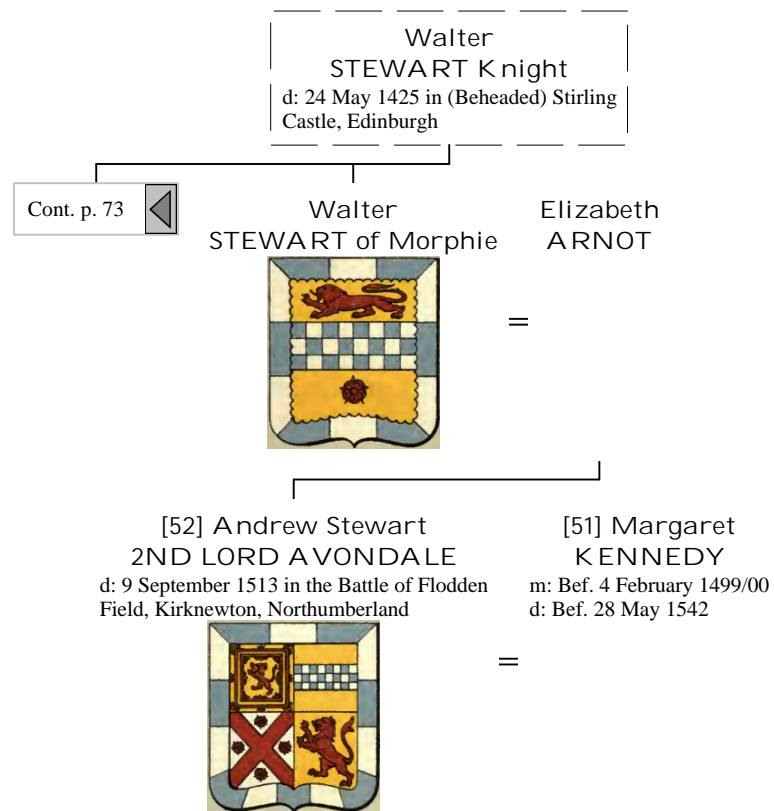 Walter
STEWART Knight
d: 24 May 1425 in (Beheaded) Stirling
Castle, Edinburgh
Cont. p. 73
Walter
STEWART of Morphie
Elizabeth
ARNOT
=
[52] Andrew Stewart
2ND LORD AVONDALE
d: 9 September 1513 in the Battle of Flodden
Field, Kirknewton, Northumberland
[51] Margaret
KENNEDY
m: Bef. 4 February 1499/00
d: Bef. 28 May 1542
=